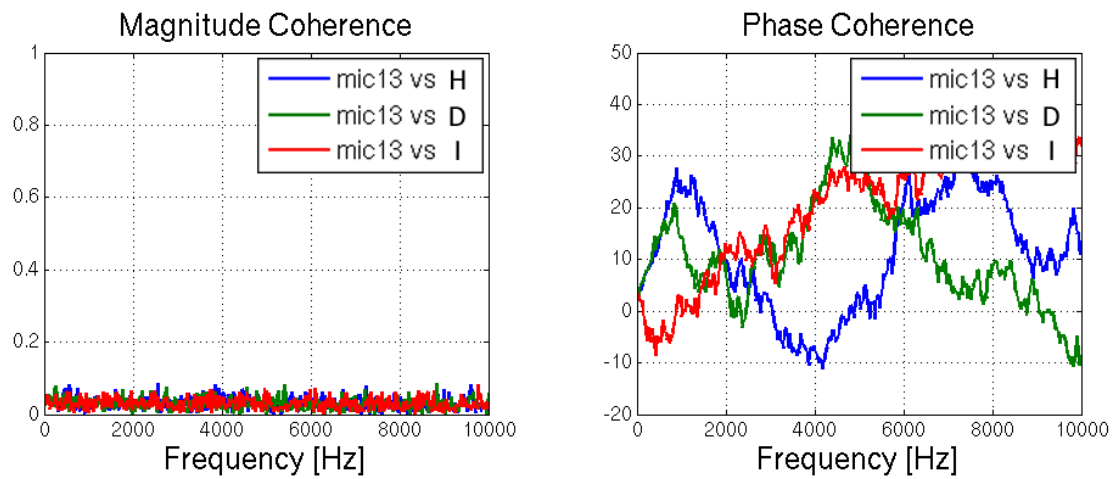 Magnitude Coherence
1
0.8
0.6
0.4
0.2
0
mic13 vs H
mic13 vs D
mic13 vs I
0 2000 4000 6000 8000 10000
Frequency [Hz]
Phase Coherence
50
40
30
20
10
0
-10
-20
mic13 vs H
mic13 vs D
mic13 vs I
0 2000 4000 6000 8000 10000
Frequency [Hz]